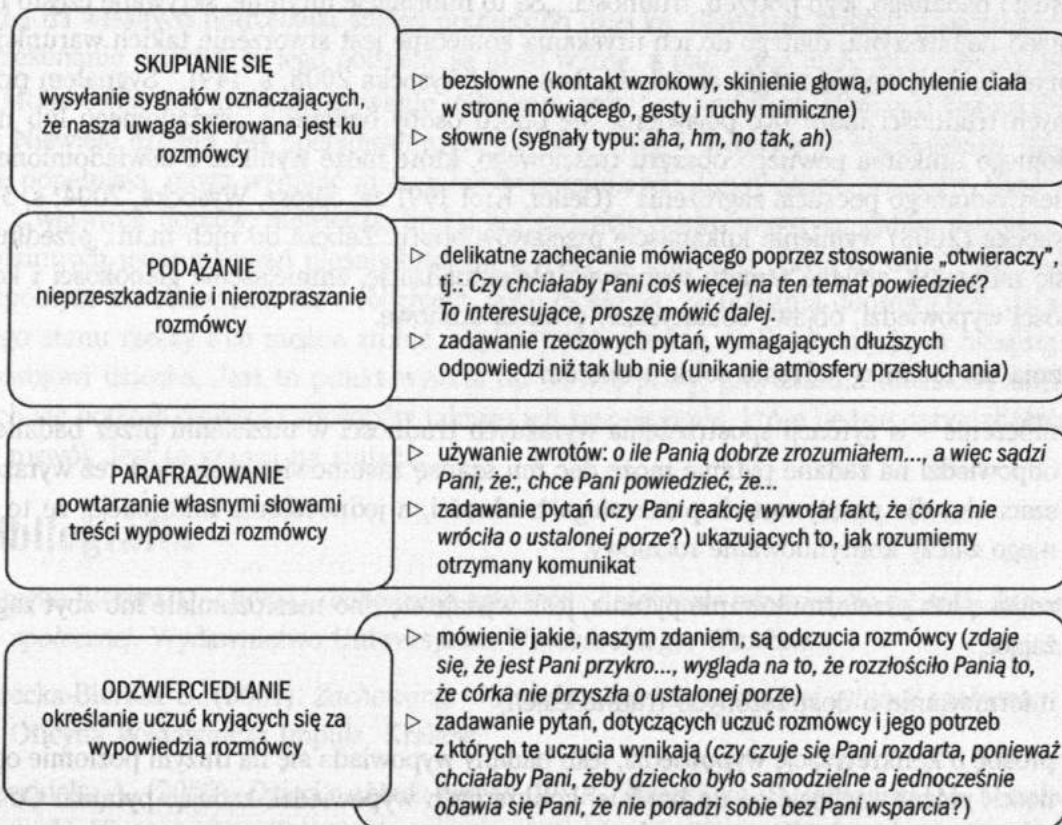 SKUPIANIE SIĘ
wysyłanie sygnałów oznaczających,
że nasza uwaga skierowana jest ku
rozmówcy
▷ bezsłowne (kontakt wzrokowy, skinienie głową, pochylenie ciała
w stronę mówiącego, gesty i ruchy mimiczne)
▷ słowne (sygnały typu: aha, hm, no tak, ah)
PODĄŻANIE
nieprzeszkadzanie i nierozpraszanie
rozmówcy
▷ delikatne zachęcanie mówiącego poprzez stosowanie „otwieraczy”,
tj.: Czy chciałaby Pani coś więcej na ten temat powiedzieć?
To interesujące, proszę mówić dalej.
▷ zadawanie rzeczowych pytań, wymagających dłuższych
odpowiedzi niż tak lub nie (unikanie atmosfery przesłuchania)
PARAFRAZOWANIE
powtarzanie własnymi słowami
treści wypowiedzi rozmówcy
▷ używanie zwrotów: o ile Panią dobrze zrozumiałem..., a więc sądzi
Pani, że:, chce Pani powiedzieć, że...
▷ zadawanie pytań (czy Pani reakcję wywołał fakt, że córka nie
wróciła o ustalonej porze?) ukazujących to, jak rozumiemy
otrzymany komunikat
ODZWIERCIEDLANIE
określanie uczuć kryjących się za
wypowiedzią rozmówcy
▷ mówienie jakie, naszym zdaniem, są odczucia rozmówcy (zdaje
się, że jest Pani przykro..., wygląda na to, że rozzłościło Panią to,
że córka nie przyszła o ustalonej porze)
▷ zadawanie pytań, dotyczących uczuć rozmówcy i jego potrzeb
z których te uczucia wynikają (czy czuje się Pani rozdarta, ponieważ
chciałaby Pani, żeby dziecko było samodzielne a jednocześnie
obawia się Pani, że nie poradzi sobie bez Pani wsparcia?)